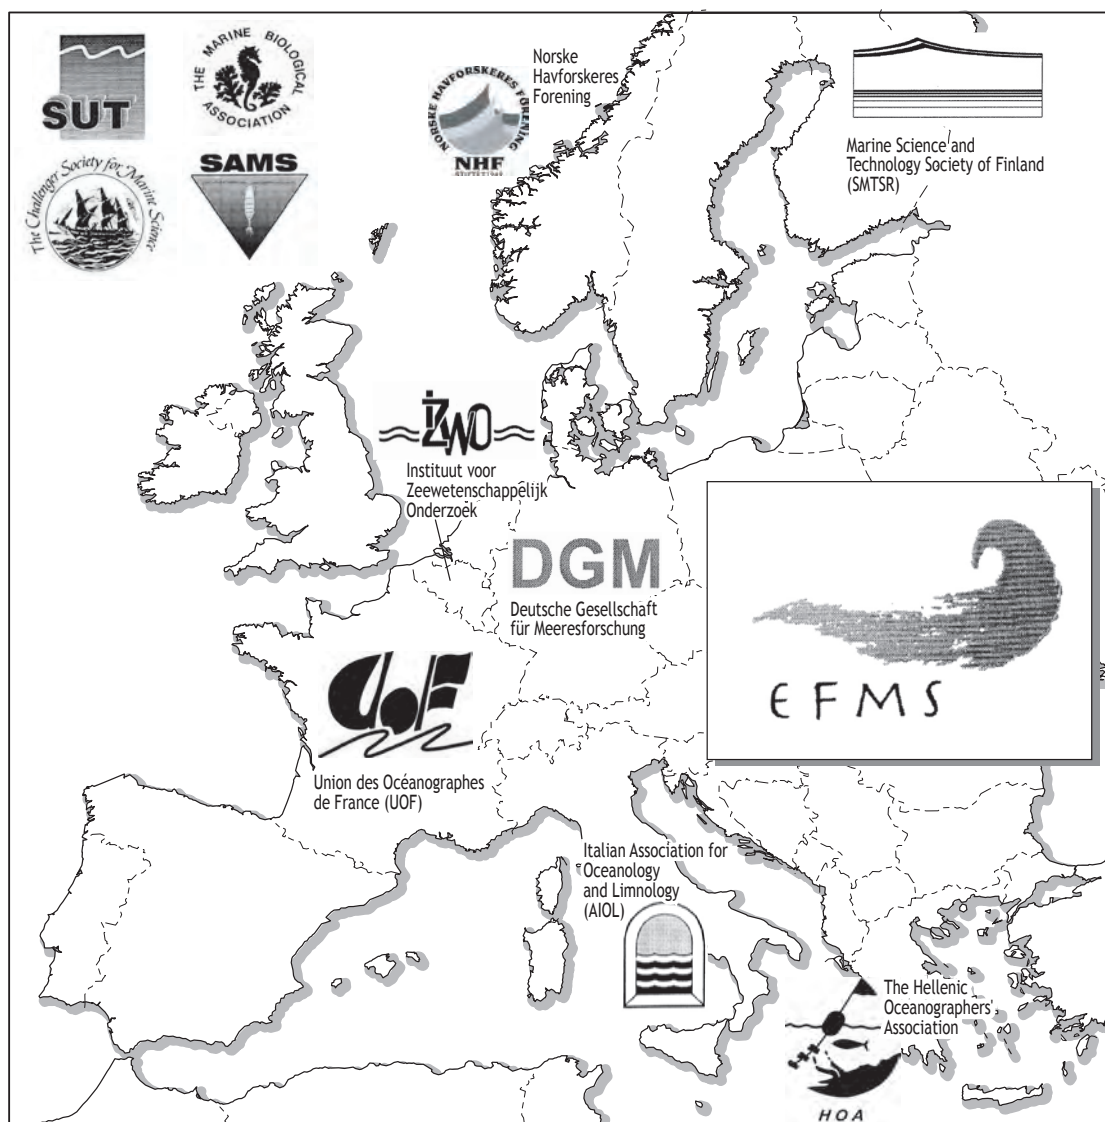 SUT
THE MARINE BIOLOGICAL
ASSOCIATION
The Challenger Society for Marine Science
SAMS
NORSKE HAVFORSKERES FORENING
NHF
STIFTET 1949
Norske
Havforskeres
Forening
Marine Science and
Technology Society of Finland
(SMTSR)
IZWO
Instituut voor
Zeewetenschappelijk
Onderzoek
DGM
Deutsche Gesellschaft
für Meeresforschung
EFMS
UOF
Union des Océanographes
de France (UOF)
Italian Association for
Oceanology
and Limnology
(AIOL)
The Hellenic
Oceanographers'
Association
HOA